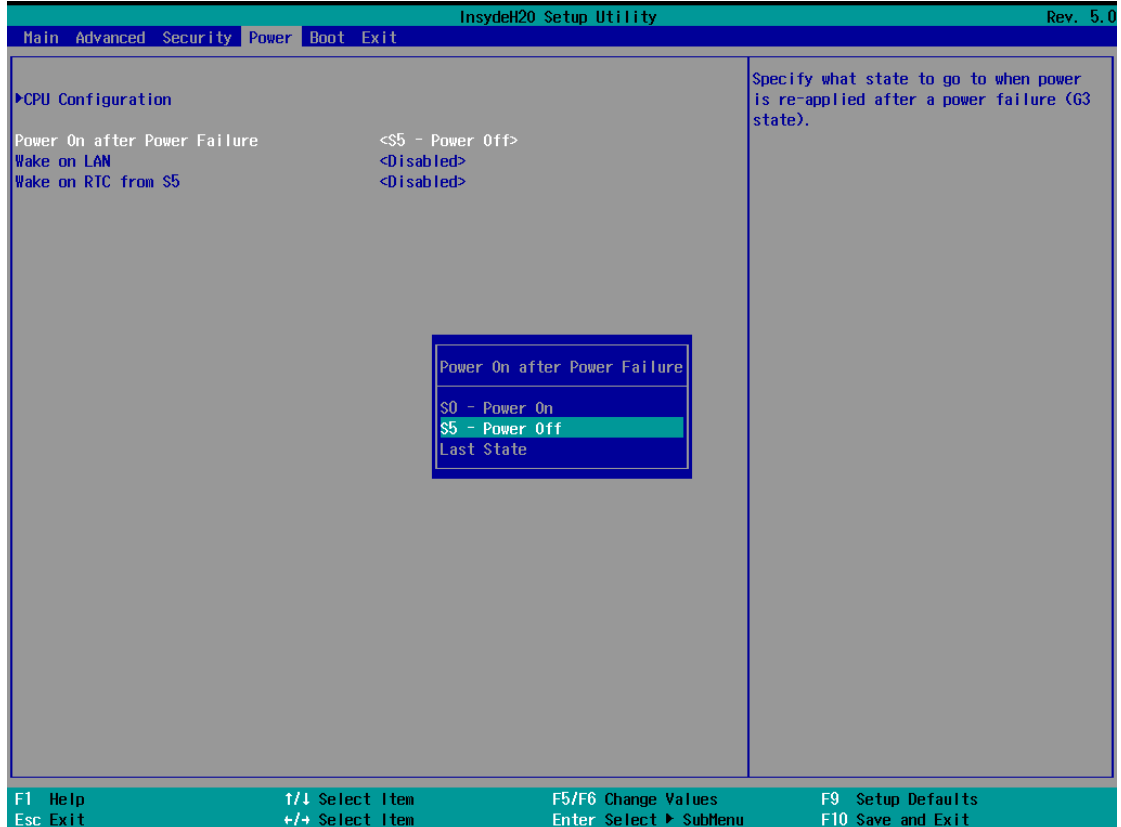 InsydeH20 Setup Utility Rev. 5.0
Main Advanced Security Power Boot Exit
▶CPU Configuration
Power On after Power Failure <S5 - Power Off>
Wake on LAN <Disabled>
Wake on RTC from S5 <Disabled>
Specify what state to go to when power
is re-applied after a power failure (G3
state).
Power On after Power Failure
S0 - Power On
S5 - Power Off
Last State
F1 Help ↑/↓ Select Item F5/F6 Change Values F9 Setup Defaults
Esc Exit ←/→ Select Item Enter Select ▶ SubMenu F10 Save and Exit